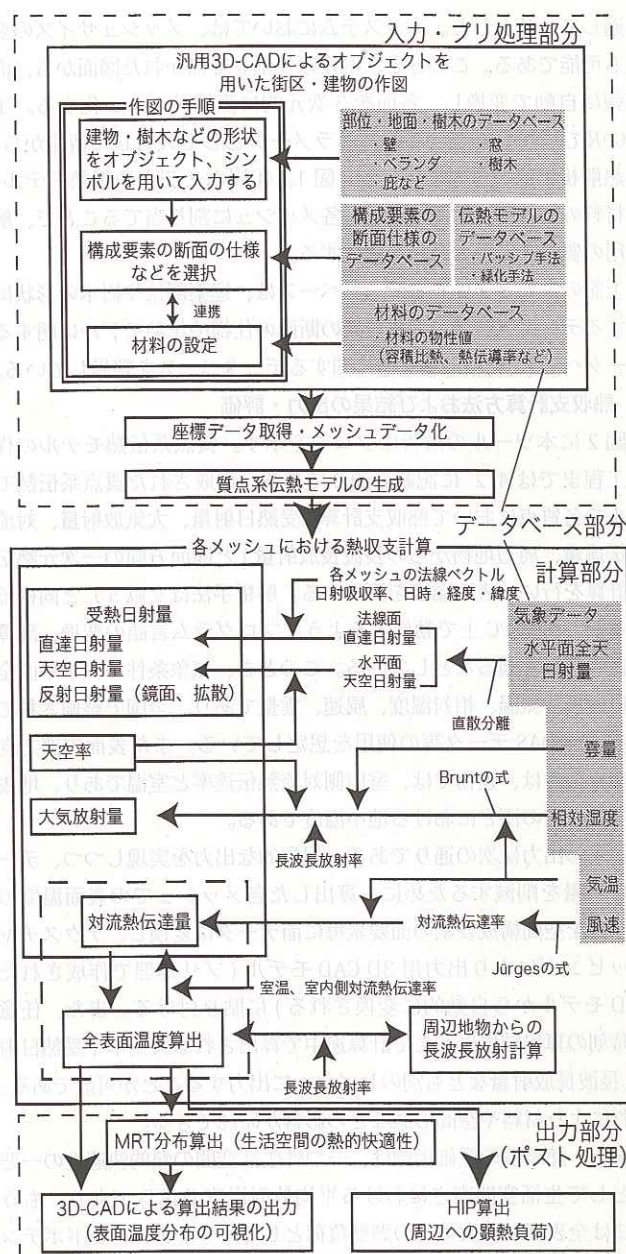 入力・プリ処理部分
汎用3D-CADによるオブジェクトを
用いた街区・建物の作図
作図の手順
建物・樹木などの形状
をオブジェクト、シン
ボルを用いて入力する
構成要素の断面の仕様
などを選択
連携
材料の設定
部位・地面・樹木のデータベース
・壁
・窓
・ベランダ
・樹木
・庇など
構成要素の
断面仕様の
データベース
伝熱モデルの
データベース
・パッシブ手法
・緑化手法
材料のデータベース
・材料の物性値
（容積比熱、熱伝導率など）
座標データ取得・メッシュデータ化
質点系伝熱モデルの生成
データベース部分
各メッシュにおける熱収支計算
計算部分
各メッシュの法線ベクトル
日射吸収率、日時・経度・緯度
受熱日射量
直達日射量
天空日射量
反射日射量（鏡面、拡散）
法線面
直達日射量
水平面
天空日射量
気象データ
水平面全天
日射量
直散分離
天空率
雲量
Bruntの式
大気放射量
相対湿度
長波長放射率
気温
対流熱伝達量
対流熱伝達率
風速
Jürgesの式
室温、室内側対流熱伝達率
全表面温度算出
周辺地物からの
長波長放射計算
長波長放射率
出力部分
(ポスト処理)
MRT分布算出（生活空間の熱的快適性）
3D-CADによる算出結果の出力
（表面温度分布の可視化）
HIP算出
（周辺への顕熱負荷）